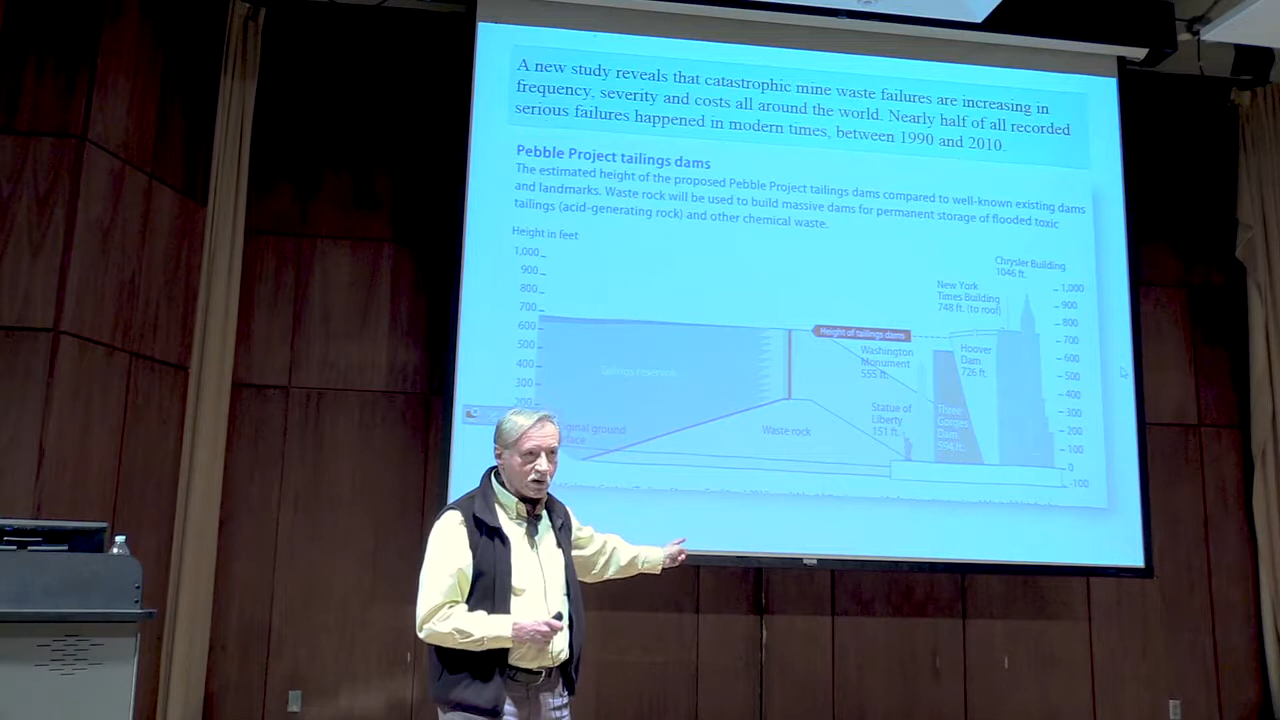 A new study reveals that catastrophic mine waste failures are increasing in
frequency, severity and costs all around the world. Nearly half of all recorded
serious failures happened in modern times, between 1990 and 2010.
Pebble Project tailings dams
The estimated height of the proposed Pebble Project tailings dams compared to well-known existing dams
and landmarks. Waste rock will be used to build massive dams for permanent storage of flooded toxic
tailings (acid-generating rock) and other chemical waste.
Height in feet
1,000
900
800
700
600
500
400
300
200
Tailings reservoir
ground
Waste rock
Height of tailings dams
Washington
Monument
555 ft.
Statue of
Liberty
151 ft.
Three
Gorges
Dam
594 ft.
New York
Times Building
748 ft. (to roof)
Hoover
Dam
726 ft.
Chrysler Building
1046 ft.
1,000
900
800
700
600
500
400
300
200
100
0
-100